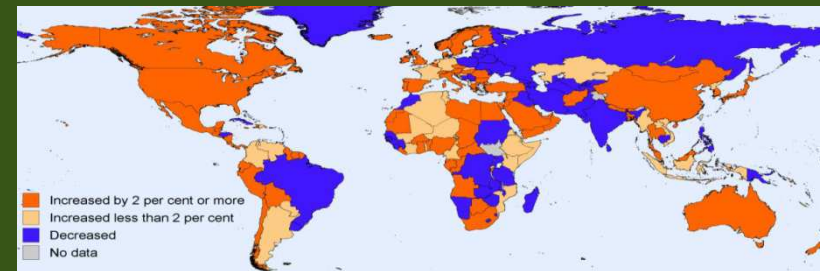 Increased by 2 per cent or more
Increased less than 2 per cent
Decreased
No data